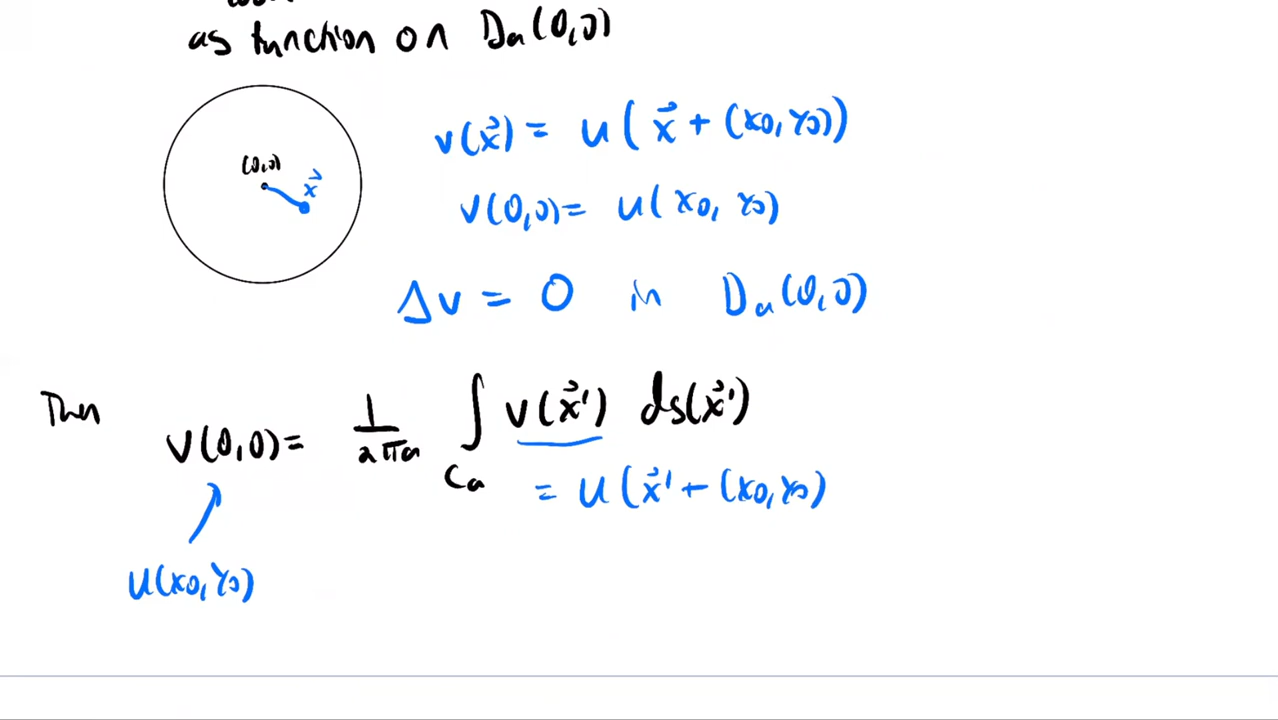 as function on Da(0,0)
(0,0)
x⃗
v(x⃗) = u(x⃗ + (x0,y0))
v(0,0) = u(x0, y0)
Δv = 0 in Da(0,0)
Then v(0,0) = 1/2πa ∫Ca v(x⃗') ds(x⃗')
= u(x⃗' + (x0,y0)
u(x0,y0)